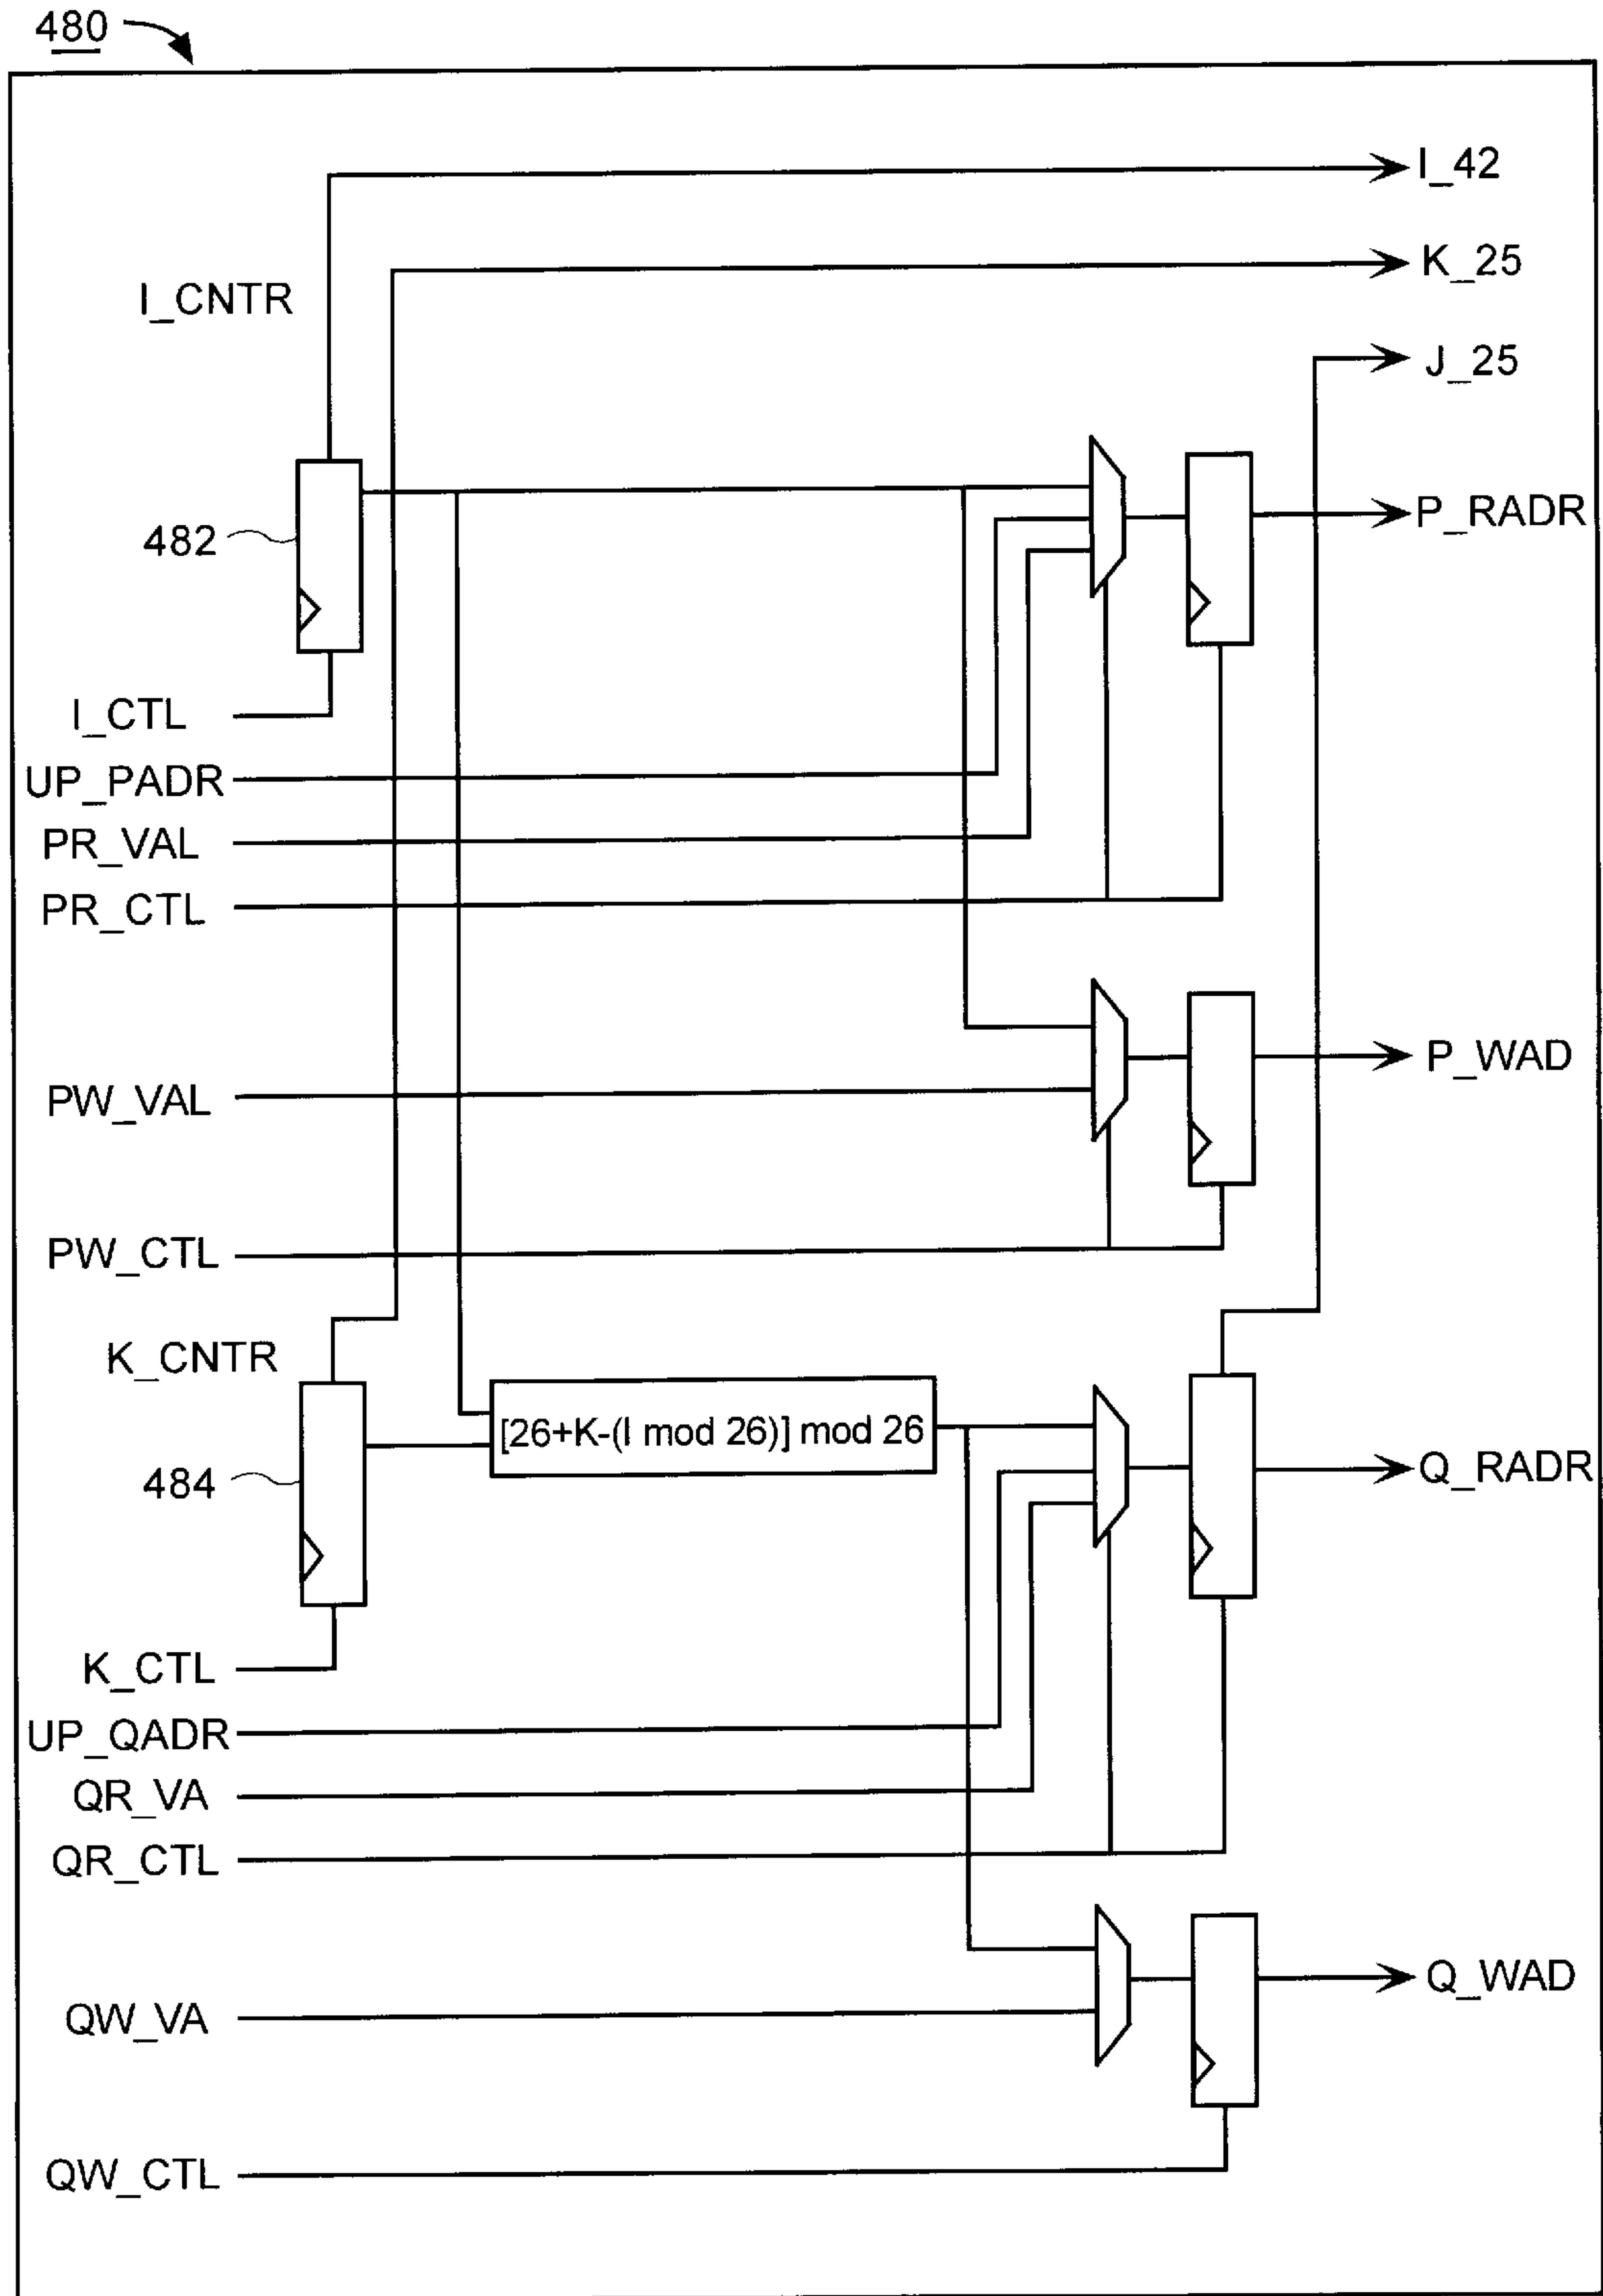 480
I_42
K_25
I_CNTR
J_25
P_RADR
482
I_CTL
UP_PADR
PR_VAL
PR_CTL
P_WAD
PW_VAL
PW_CTL
K_CNTR
[26+K-(I mod 26)] mod 26
Q_RADR
484
K_CTL
UP_QADR
QR_VA
QR_CTL
Q_WAD
QW_VA
QW_CTL